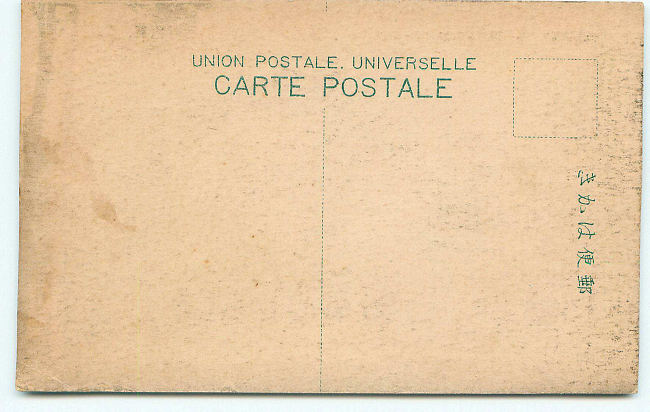 UNION POSTALE. UNIVERSELLE
CARTE POSTALE
郵便はかき